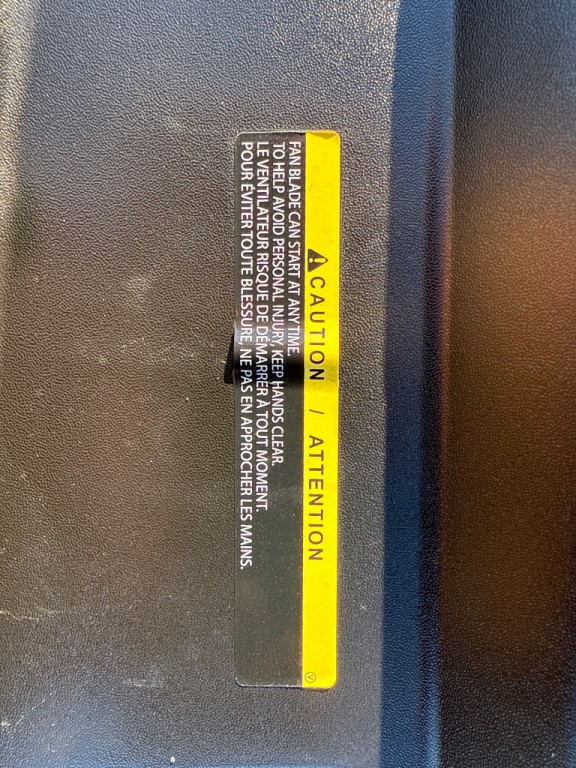 CAUTION / ATTENTION
FAN BLADE CAN START AT ANY TIME.
TO HELP AVOID PERSONAL INJURY, KEEP HANDS CLEAR.
LE VENTILATEUR RISQUE DE DÉMARRER À TOUT MOMENT.
POUR ÉVITER TOUTE BLESSURE, NE PAS EN APPROCHER LES MAINS.
V